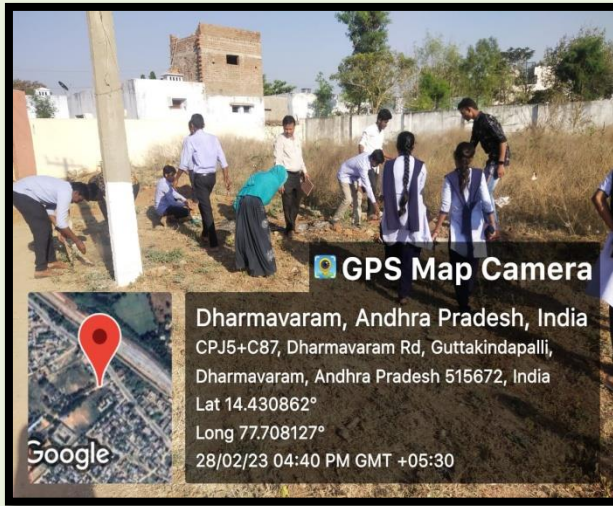 GPS Map Camera
Dharmavaram, Andhra Pradesh, India
CPJ5+C87, Dharmavaram Rd, Guttakindapalli,
Dharmavaram, Andhra Pradesh 515672, India
Lat 14.430862°
Long 77.708127°
28/02/23 04:40 PM GMT +05:30
Google